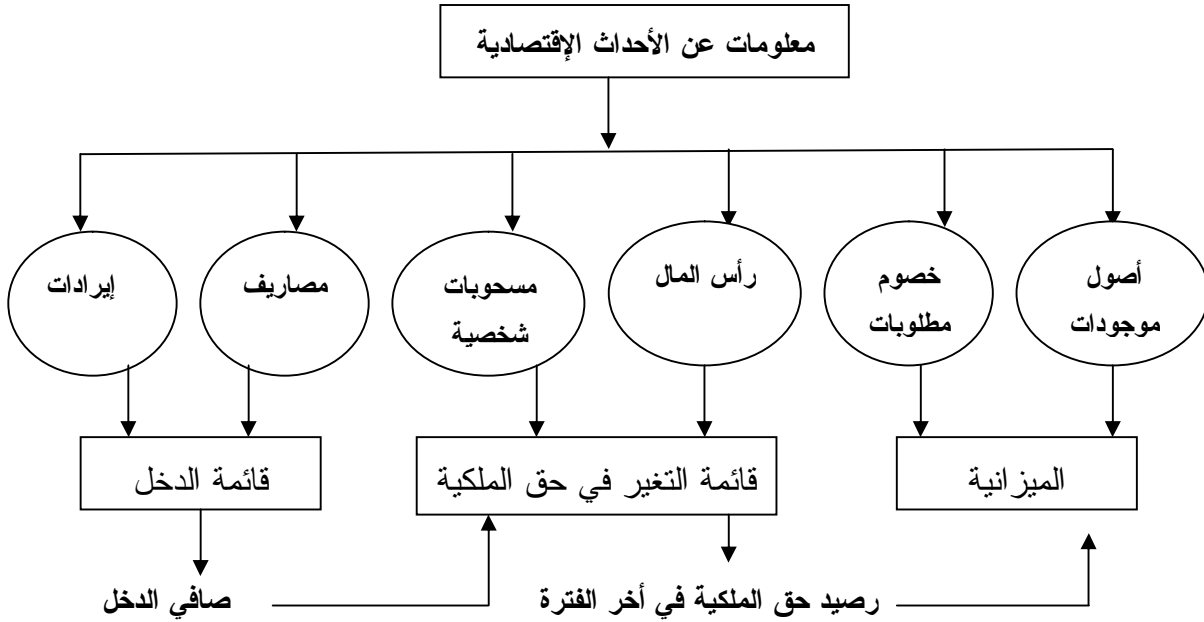 معلومات عن الأحداث الإقتصادية
أصول
موجودات
خصوم
مطلوبات
رأس المال
مسحوبات
شخصية
مصاريف
إيرادات
الميزانية
قائمة التغير في حق الملكية
قائمة الدخل
رصيد حق الملكية في أخر الفترة
صافي الدخل